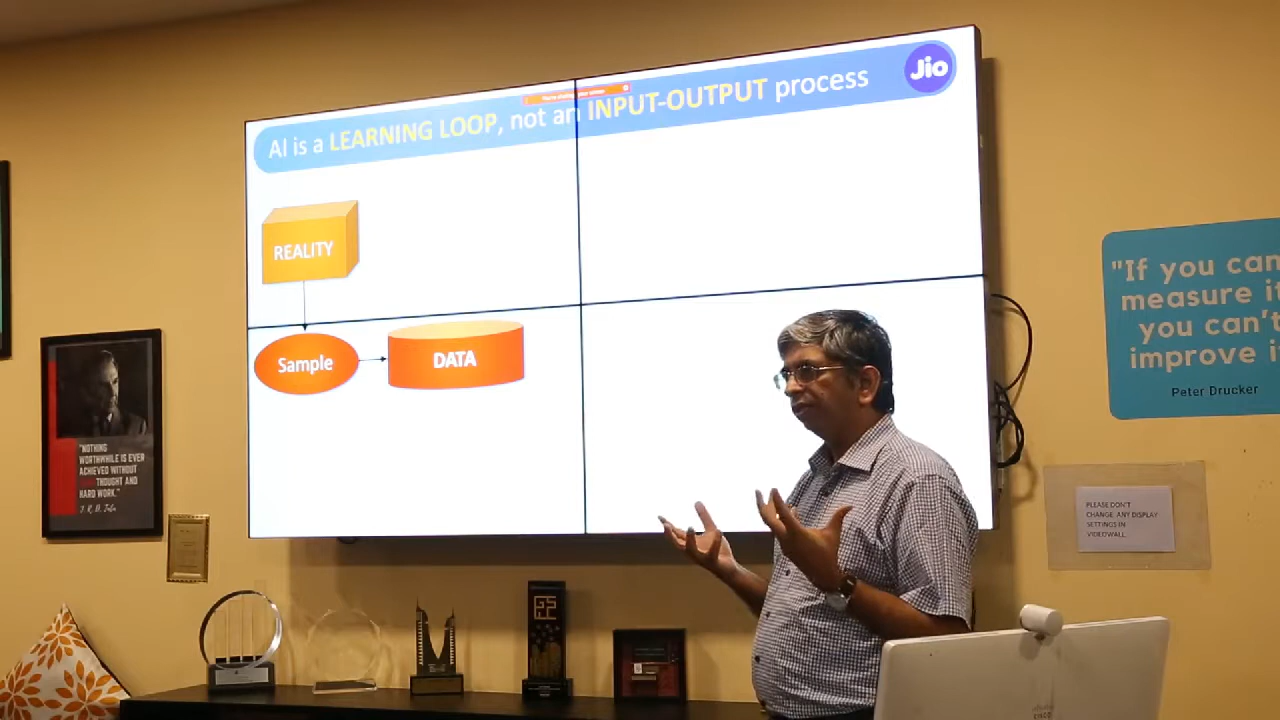 AI is a LEARNING LOOP, not an INPUT-OUTPUT process
Jio
REALITY
Sample
DATA
"If you can
measure it
you can't
improve i
Peter Drucker
"NOTHING
WORTHWHILE IS EVER
ACHIEVED WITHOUT
THOUGHT AND
HARD WORK."
J. R. D. Tata
PLEASE DON'T
CHANGE ANY DISPLAY
SETTINGS IN
VIDEOWALL.
CISCO